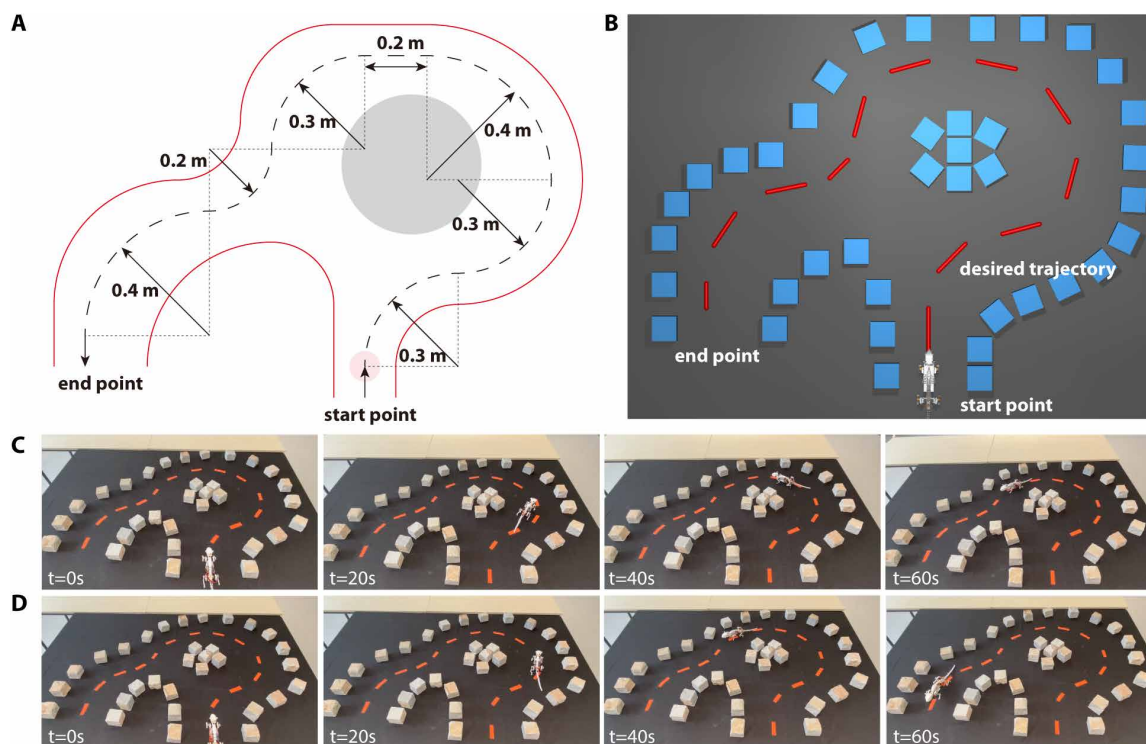 A
0.2 m
0.3 m
0.4 m
0.2 m
0.3 m
0.4 m
0.3 m
end point
start point
B
desired trajectory
end point
start point
C
t=0s
t=20s
t=40s
t=60s
D
t=0s
t=20s
t=40s
t=60s